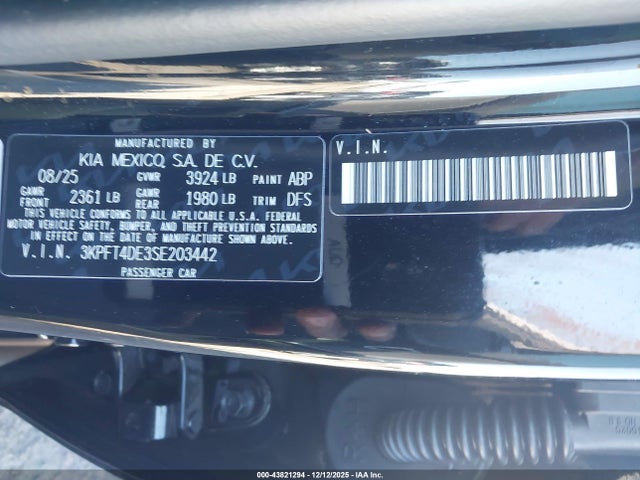 MANUFACTURED BY
KIA MEXICO, S.A. DE C.V.
08/25 GVWR 3924 LB PAINT ABP
GAWR FRONT 2361 LB GAWR REAR 1980 LB TRIM DFS
THIS VEHICLE CONFORMS TO ALL APPLICABLE U.S.A. FEDERAL
MOTOR VEHICLE SAFETY, BUMPER, AND THEFT PREVENTION STANDARDS
IN EFFECT ON THE DATE OF MANUFACTURE SHOWN ABOVE.
V.I.N. 3KPFT4DE3SE203442
PASSENGER CAR
V.I.N.
00-43821294 - 12/12/2025 - IAA Inc.